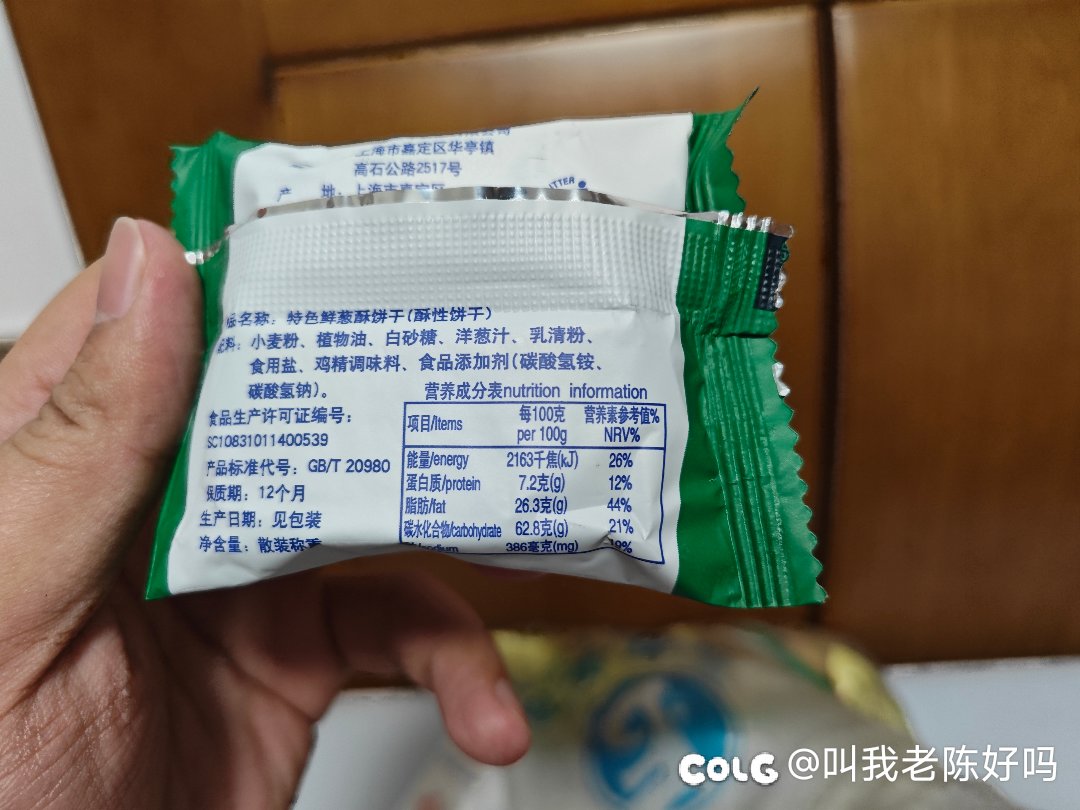 上海市嘉定区华亭镇
高石公路2517号
产 地：上海市嘉定区
名称：特色鲜葱酥饼干(酥性饼干)
料：小麦粉、植物油、白砂糖、洋葱汁、乳清粉、
食用盐、鸡精调味料、食品添加剂(碳酸氢铵、
碳酸氢钠)。
食品生产许可证编号：
SC10831011400539
产品标准代号：GB/T 20980
保质期：12个月
生产日期：见包装
净含量：散装称重
营养成分表nutrition information
项目/Items 每100克 per 100g 营养素参考值% NRV%
能量/energy 2163千焦(kJ) 26%
蛋白质/protein 7.2克(g) 12%
脂肪/fat 26.3克(g) 44%
碳水化合物/carbohydrate 62.8克(g) 21%
sodium 386毫克(mg) 19%
COLG @叫我老陈好吗